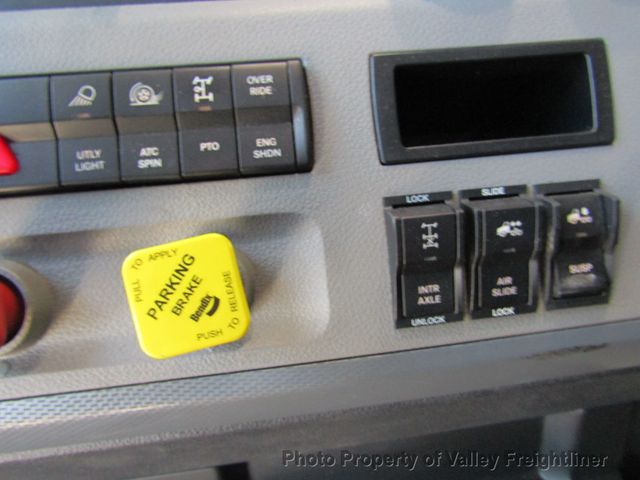 OVER
RIDE
UTLY
LIGHT
ATC
SPIN
PTO
ENG
SHDN
LOCK
INTR
AXLE
UNLOCK
SLIDE
AIR
SLIDE
LOCK
SUSP
PULL TO APPLY
PARKING
BRAKE
Bendix
PUSH TO RELEASE
Photo Property of Valley Freightliner